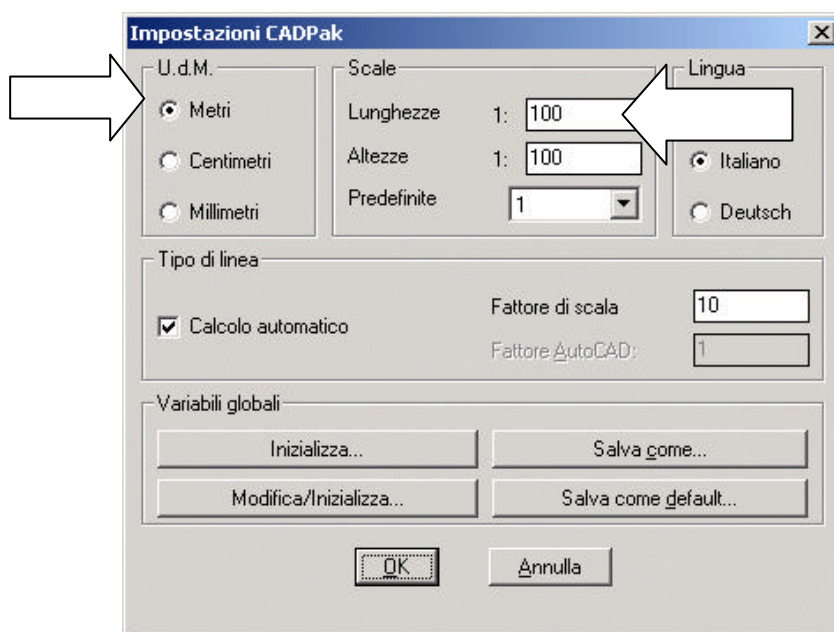 Impostazioni CADPak
U.d.M.
Metri
Centimetri
Millimetri
Scale
Lunghezze 1: 100
Altezze 1: 100
Predefinite 1
Lingua
Italiano
Deutsch
Tipo di linea
Calcolo automatico
Fattore di scala 10
Fattore AutoCAD: 1
Variabili globali
Inizializza...
Salva come...
Modifica/Inizializza...
Salva come default...
OK
Annulla